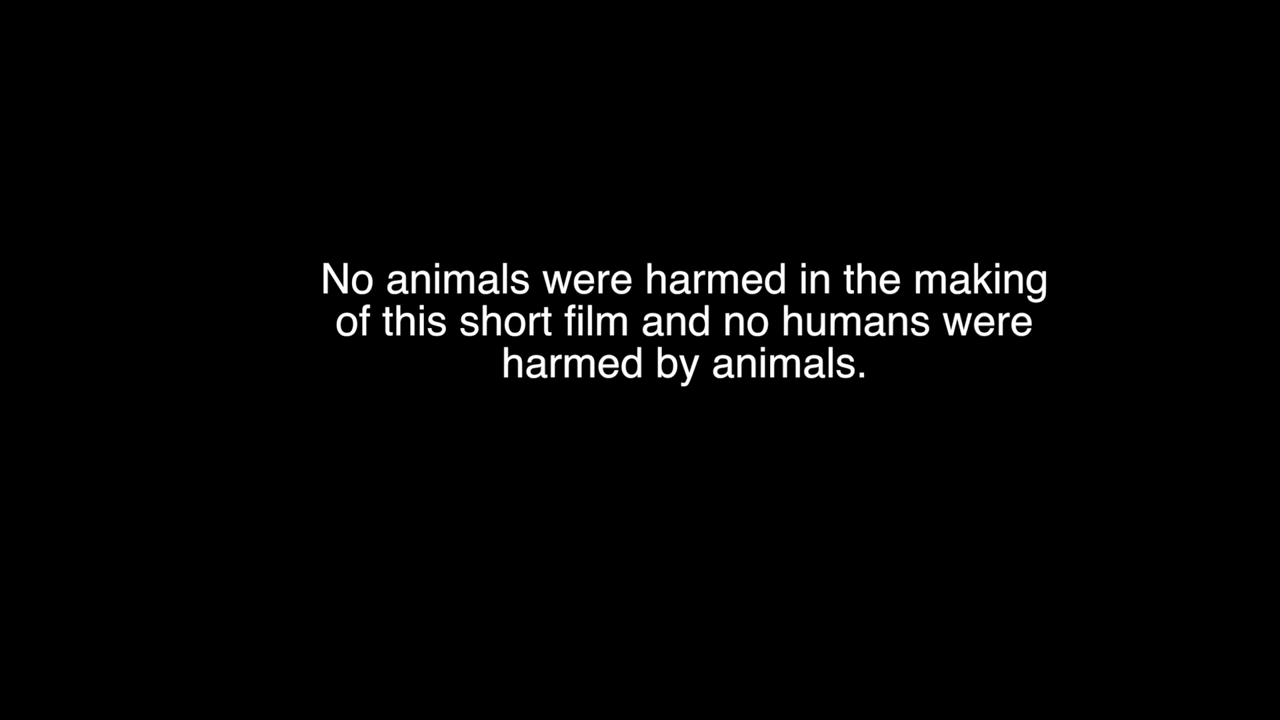 No animals were harmed in the making
of this short film and no humans were
harmed by animals.